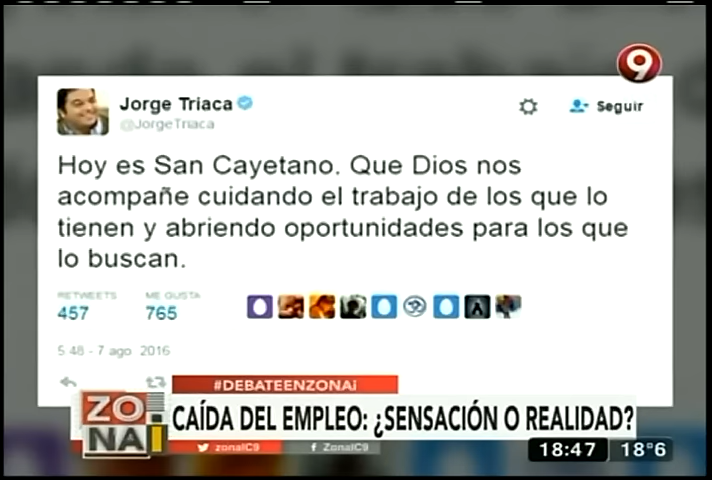 9
Jorge Triaca
@JorgeTriaca
Seguir
Hoy es San Cayetano. Que Dios nos
acompañe cuidando el trabajo de los que lo
tienen y abriendo oportunidades para los que
lo buscan.
RETWEETS
ME GUSTA
457
765
5:48 - 7 ago 2016
#DEBATEENZONAi
ZONAi
CAÍDA DEL EMPLEO: ¿SENSACIÓN O REALIDAD?
zonaiC9
ZonaiC9
18:47
18°6